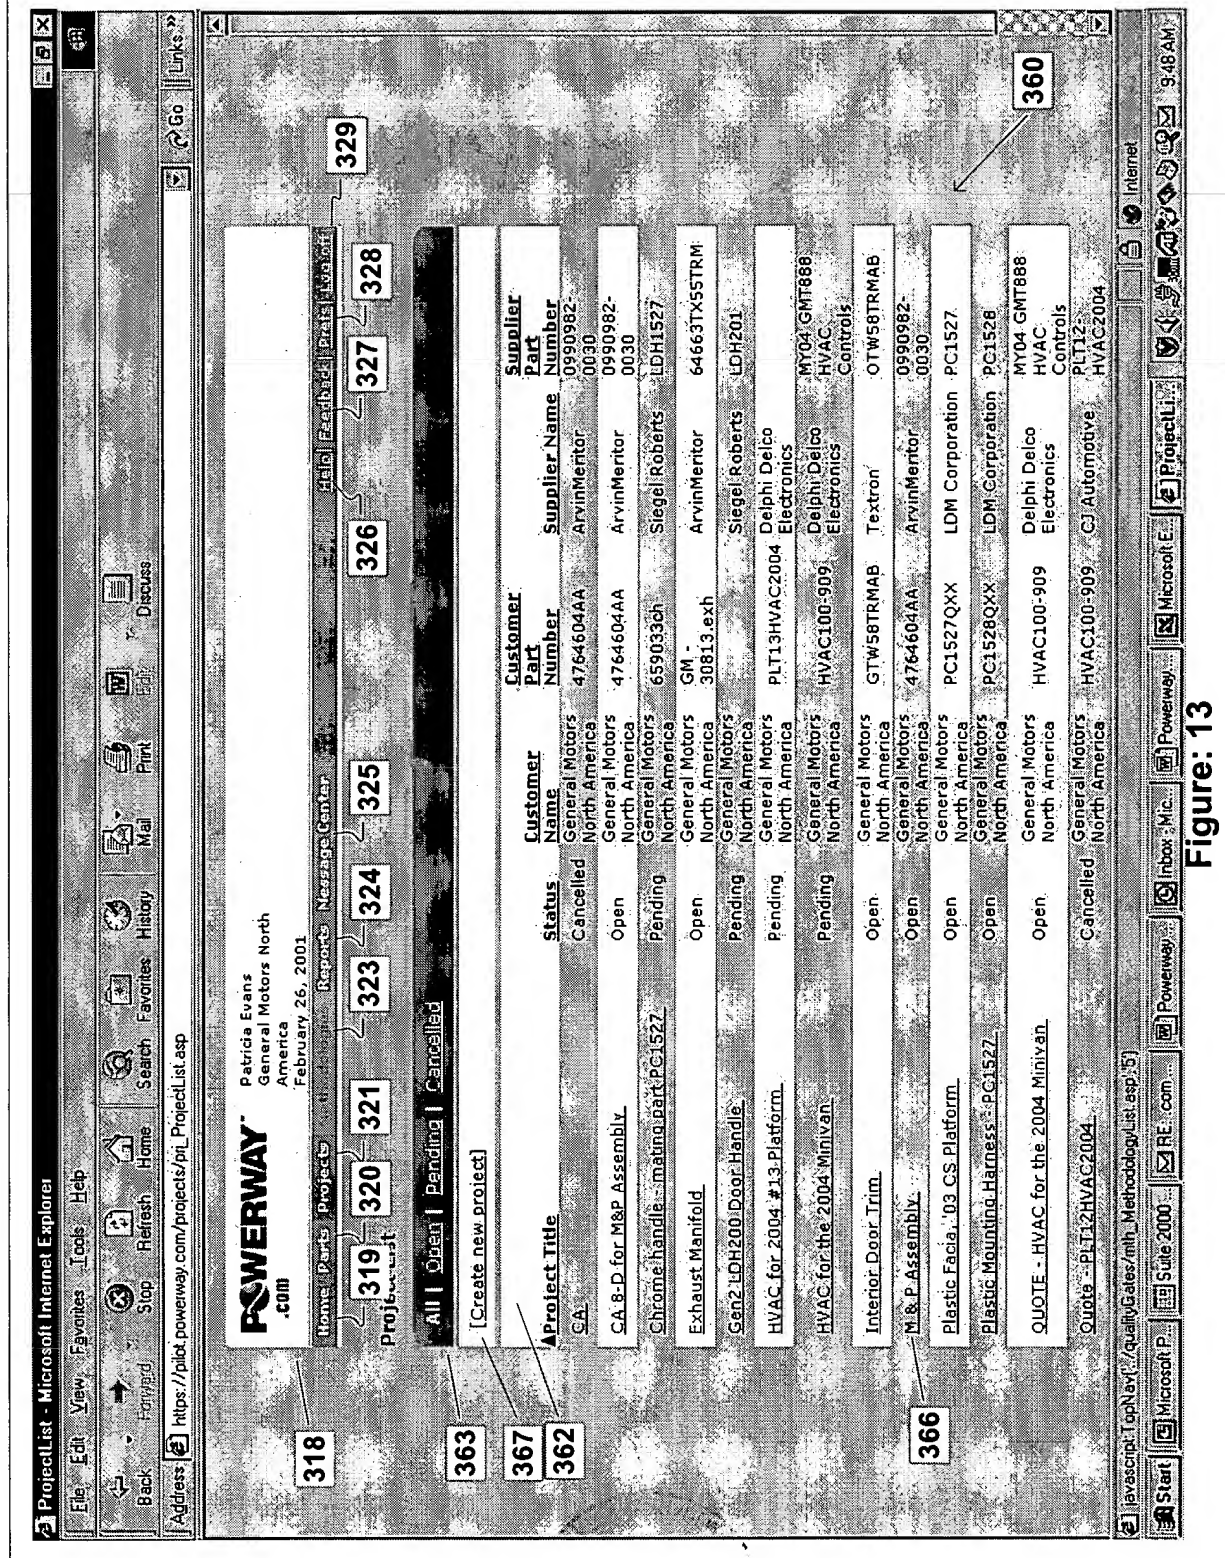 ProjectList - Microsoft Internet Explorer
File Edit View Favorites Tools Help
Back Forward Stop Refresh Home Search Favorites History Mail Print Edit Discuss
Address https://pilot.powerway.com/projects/prj_ProjectList.asp Go Links »
POWERWAY™
.com
Patricia Evans
General Motors North
America
February 26, 2001
318
Home Parts Projects Methodologies Reports Message Center Help Feedback Prefs Log off
319 320 321 323 324 325 326 327 328 329
Project List
363
All | Open | Pending | Cancelled
367
[Create new project]
362
360
▲Project Title Status Customer Name Customer Part Number Supplier Name Supplier Part Number
CA Cancelled General Motors North America 4764604AA ArvinMeritor 0990982-0030
CA 8-D for M&P Assembly Open General Motors North America 4764604AA ArvinMeritor 0990982-0030
Chrome handle - mating part PC1527 Pending General Motors North America 659033ch Siegel Roberts LDH1527
Exhaust Manifold Open General Motors North America GM - 30813.exh ArvinMeritor 64663TX55TRM
Gen2 LDH200 Door Handle Pending General Motors North America Siegel Roberts LDH201
HVAC for 2004 #13 Platform Pending General Motors North America PLT13HVAC2004 Delphi Delco Electronics
HVAC for the 2004 Minivan Pending General Motors North America HVAC100-909 Delphi Delco Electronics MY04 GMT888 HVAC Controls
Interior Door Trim Open General Motors North America GTW58TRMAB Textron OTW58TRMAB
366
M & P Assembly Open General Motors North America 4764604AA ArvinMeritor 0990982-0030
Plastic Facia, '03 CS Platform Open General Motors North America PC1527QXX LDM Corporation PC1527
Plastic Mounting Harness - PC1527 Open General Motors North America PC1528QXX LDM Corporation PC1528
QUOTE - HVAC for the 2004 Minivan Open General Motors North America HVAC100-909 Delphi Delco Electronics MY04 GMT888 HVAC Controls
Quote - PLT12HVAC2004 Cancelled General Motors North America HVAC100-909 CJ Automotive PLT12-HVAC2004
javascript:TopNav('../qualityGates/mth_MethodologyList.asp',5') Internet
Start Microsoft P... Suite 2000 ... RE: .com ... Powerway... Inbox - Mic... Powerway... Microsoft E... ProjectLi... 9:48 AM
Figure: 13